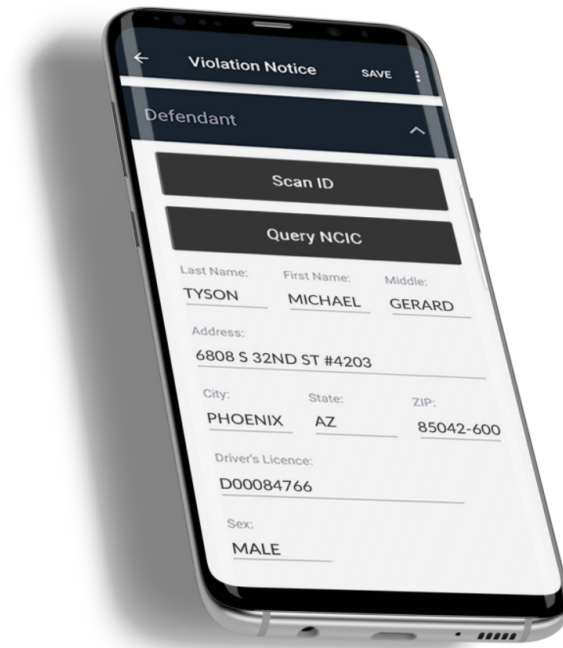 Violation Notice SAVE
Defendant
Scan ID
Query NCIC
Last Name: First Name: Middle:
TYSON MICHAEL GERARD
Address:
6808 S 32ND ST #4203
City: State: ZIP:
PHOENIX AZ 85042-600
Driver's Licence:
D00084766
Sex:
MALE